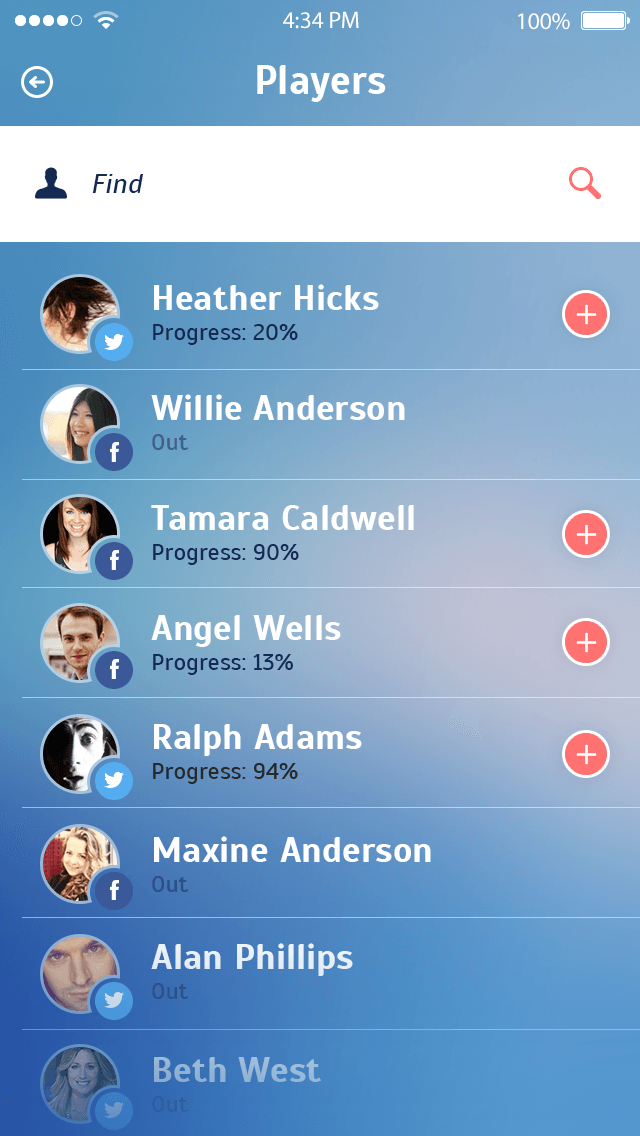 4:34 PM
100%
Players
Find
Heather Hicks
Progress: 20%
Willie Anderson
Out
Tamara Caldwell
Progress: 90%
Angel Wells
Progress: 13%
Ralph Adams
Progress: 94%
Maxine Anderson
Out
Alan Phillips
Out
Beth West
Out